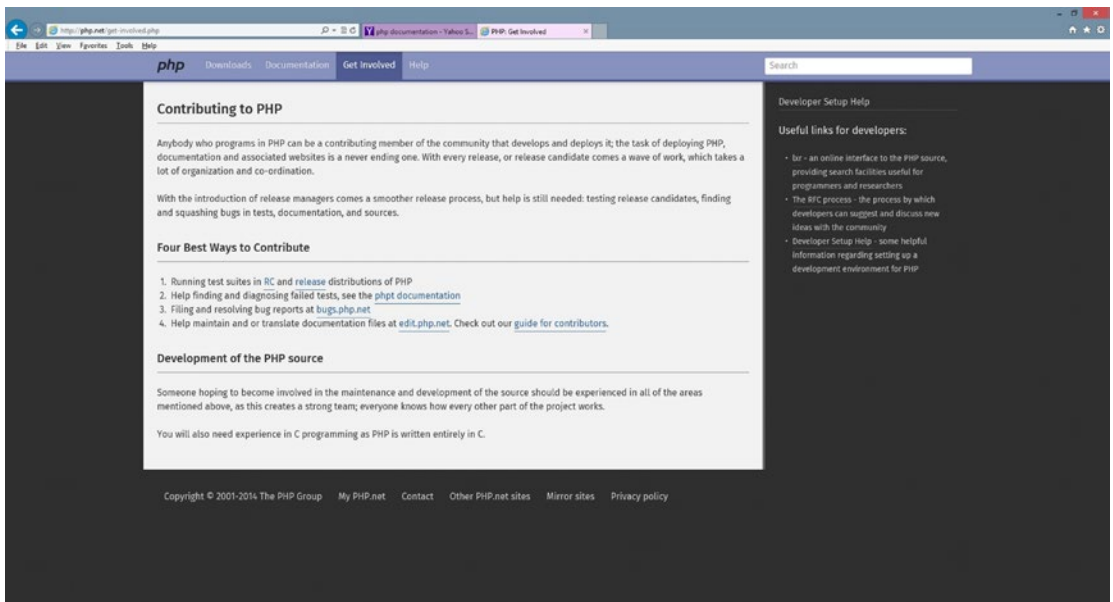 http://php.net/get-involved.php
php documentation - Yahoo S...
PHP: Get Involved
File Edit View Favorites Tools Help
php Downloads Documentation Get Involved Help
Search
Contributing to PHP
Anybody who programs in PHP can be a contributing member of the community that develops and deploys it; the task of deploying PHP,
documentation and associated websites is a never ending one. With every release, or release candidate comes a wave of work, which takes a
lot of organization and co-ordination.
With the introduction of release managers comes a smoother release process, but help is still needed: testing release candidates, finding
and squashing bugs in tests, documentation, and sources.
Four Best Ways to Contribute
1. Running test suites in RC and release distributions of PHP
2. Help finding and diagnosing failed tests, see the phpt documentation
3. Filing and resolving bug reports at bugs.php.net
4. Help maintain and or translate documentation files at edit.php.net. Check out our guide for contributors.
Development of the PHP source
Someone hoping to become involved in the maintenance and development of the source should be experienced in all of the areas
mentioned above, as this creates a strong team; everyone knows how every other part of the project works.
You will also need experience in C programming as PHP is written entirely in C.
Developer Setup Help
Useful links for developers:
• lxr - an online interface to the PHP source,
providing search facilities useful for
programmers and researchers
• The RFC process - the process by which
developers can suggest and discuss new
ideas with the community
• Developer Setup Help - some helpful
information regarding setting up a
development environment for PHP
Copyright © 2001-2014 The PHP Group My PHP.net Contact Other PHP.net sites Mirror sites Privacy policy